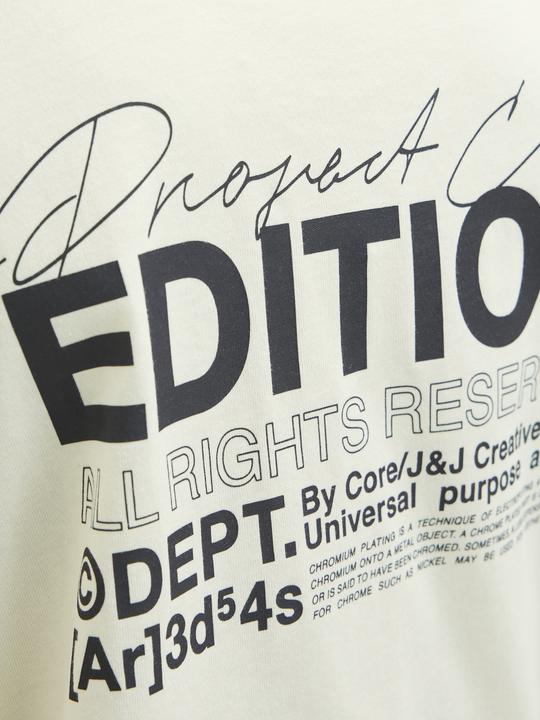 Project C
EDITIO
ALL RIGHTS RESER
© DEPT. By Core/J&J Creative
Universal purpose a
[Ar]3d⁵4s
CHROMIUM PLATING IS A TECHNIQUE OF
CHROMIUM ONTO A METAL OBJECT. A CHROME
OR IS SAID TO HAVE BEEN CHROMED. SOMETIMES,
FOR CHROME SUCH AS NICKEL MAY BE USED